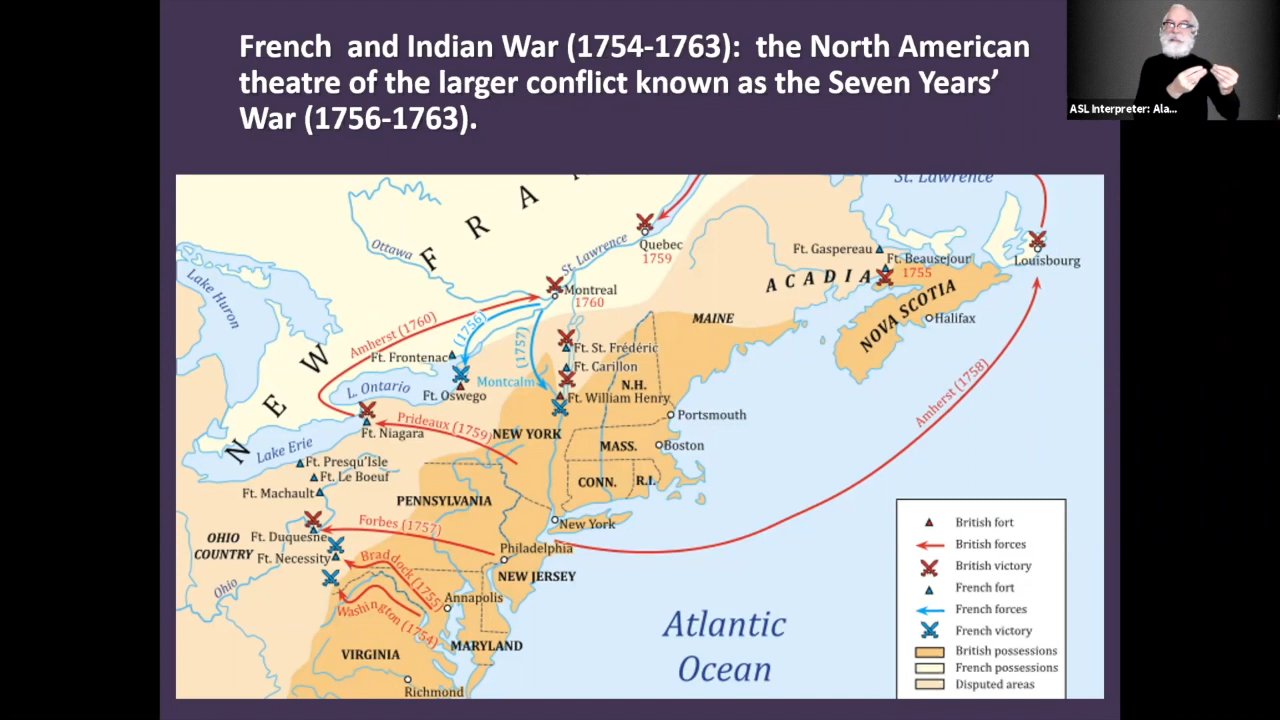 French and Indian War (1754-1763): the North American
theatre of the larger conflict known as the Seven Years’
War (1756-1763).
ASL Interpreter: Ala...
St. Lawrence
NEW FRA
Ottawa
St. Lawrence
Quebec
1759
Ft. Gaspereau
Ft. Beausejour
1755
ACADIA
Louisbourg
Lake Huron
Montreal
1760
NOVA SCOTIA
Halifax
MAINE
Amherst (1760)
(1756)
(1757)
Ft. Frontenac
Ft. St. Frédéric
Ft. Carillon
Montcalm
L. Ontario
Ft. Oswego
N.H.
Ft. William Henry
Amherst (1758)
Ft. Niagara
Prideaux (1759)
NEW YORK
Portsmouth
MASS.
Boston
Lake Erie
Ft. Presqu'Isle
Ft. Le Boeuf
CONN.
R.I.
Ft. Machault
PENNSYLVANIA
New York
Forbes (1757)
OHIO
COUNTRY
Ft. Duquesne
Ft. Necessity
Braddock (1755)
Philadelphia
NEW JERSEY
Ohio
Washington (1754)
Annapolis
MARYLAND
VIRGINIA
Richmond
Atlantic
Ocean
British fort
British forces
British victory
French fort
French forces
French victory
British possessions
French possessions
Disputed areas